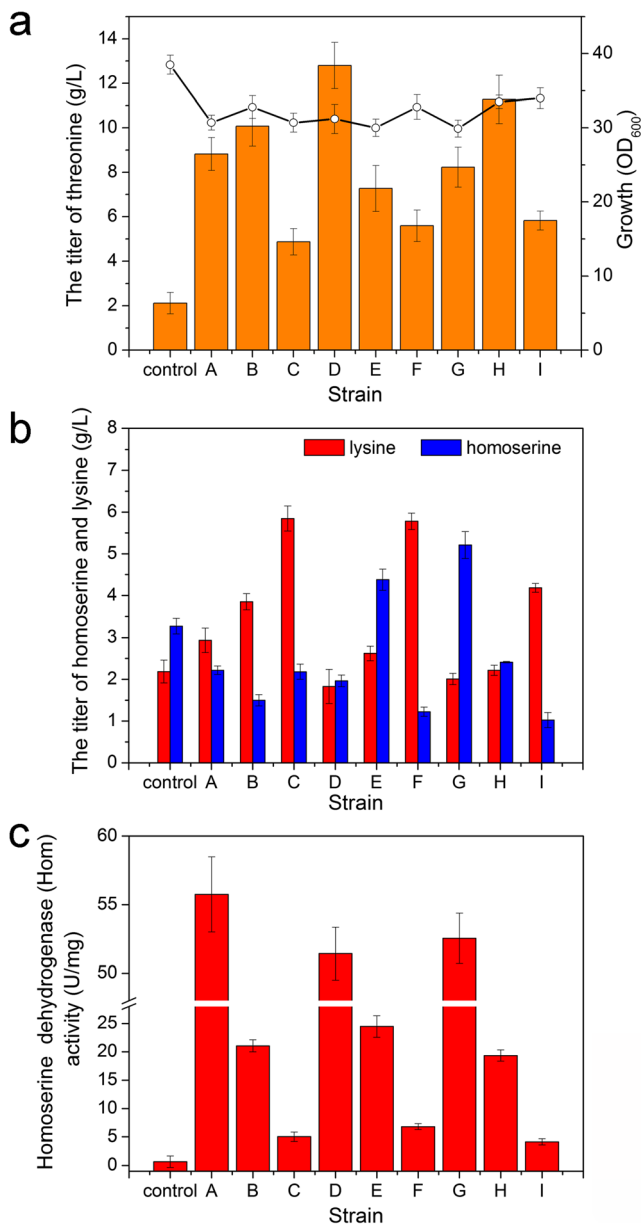 a
The titer of threonine (g/L)
14
12
10
8
6
4
2
0
40
30
20
10
0
Growth (OD600)
control A B C D E F G H I
Strain
b
The titer of homoserine and lysine (g/L)
8
7
6
5
4
3
2
1
0
lysine homoserine
control A B C D E F G H I
Strain
c
Homoserine dehydrogenase (Hom)
activity (U/mg)
60
55
50
25
20
15
10
5
0
control A B C D E F G H I
Strain